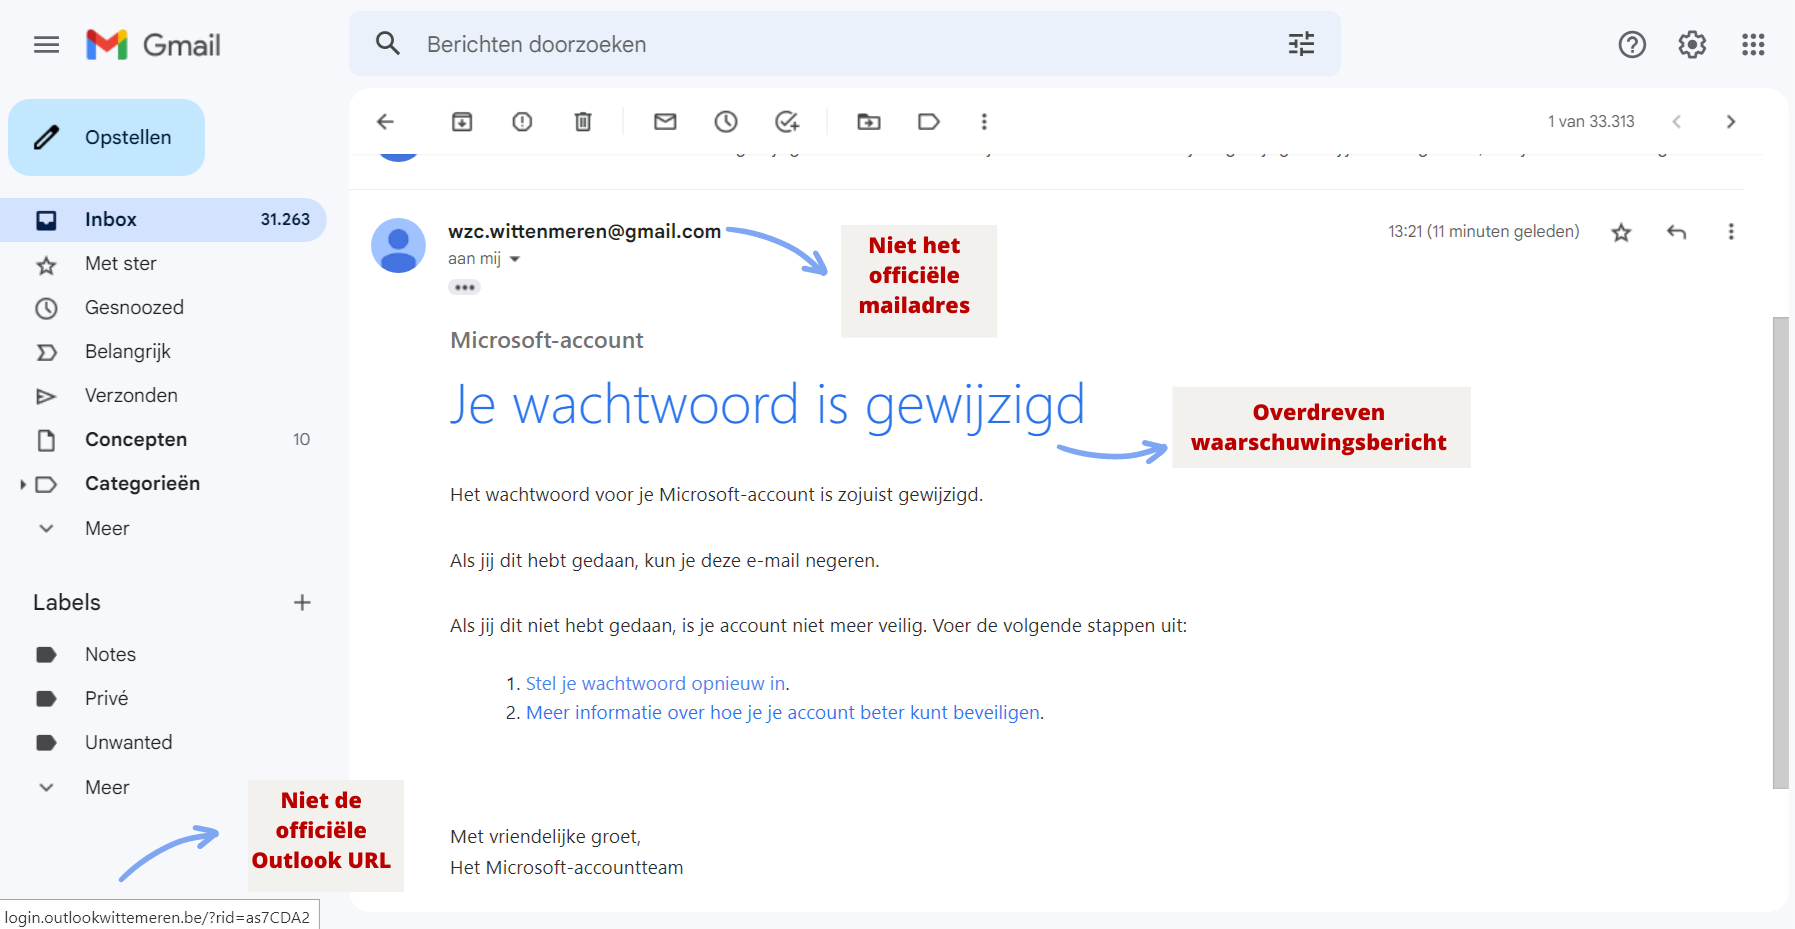 Gmail
Berichten doorzoeken
Opstellen
1 van 33.313
Inbox 31.263
Met ster
Gesnoozed
Belangrijk
Verzonden
Concepten 10
Categorieën
Meer
Labels
Notes
Privé
Unwanted
Meer
wzc.wittenmeren@gmail.com
13:21 (11 minuten geleden)
aan mij
Niet het
officiële
mailadres
Microsoft-account
Je wachtwoord is gewijzigd
Overdreven
waarschuwingsbericht
Het wachtwoord voor je Microsoft-account is zojuist gewijzigd.
Als jij dit hebt gedaan, kun je deze e-mail negeren.
Als jij dit niet hebt gedaan, is je account niet meer veilig. Voer de volgende stappen uit:
1. Stel je wachtwoord opnieuw in.
2. Meer informatie over hoe je je account beter kunt beveiligen.
Niet de
officiële
Outlook URL
Met vriendelijke groet,
Het Microsoft-accountteam
login.outlookwittemeren.be/?rid=as7CDA2